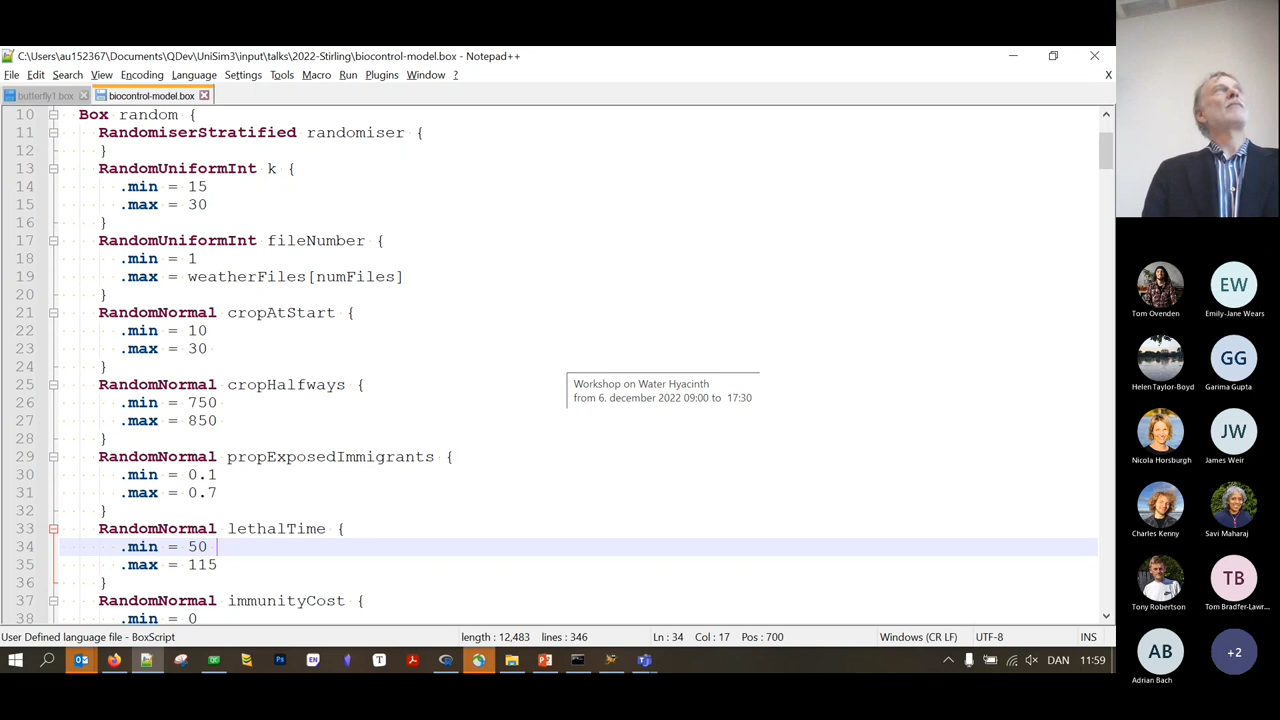 C:\Users\au152367\Documents\QDev\UniSim3\input\talks\2022-Stirling\biocontrol-model.box - Notepad++
File Edit Search View Encoding Language Settings Tools Macro Run Plugins Window ? X
butterfly1.box biocontrol-model.box
10 Box random {
11 RandomiserStratified randomiser {
12 }
13 RandomUniformInt k {
14 .min = 15
15 .max = 30
16 }
17 RandomUniformInt fileNumber {
18 .min = 1
19 .max = weatherFiles[numFiles]
20 }
21 RandomNormal cropAtStart {
22 .min = 10
23 .max = 30
24 }
25 RandomNormal cropHalfways {
26 .min = 750
27 .max = 850
28 }
29 RandomNormal propExposedImmigrants {
30 .min = 0.1
31 .max = 0.7
32 }
33 RandomNormal lethalTime {
34 .min = 50
35 .max = 115
36 }
37 RandomNormal immunityCost {
38 .min = 0
Workshop on Water Hyacinth
from 6. december 2022 09:00 to 17:30
User Defined language file - BoxScript length : 12,483 lines : 346 Ln : 34 Col : 17 Pos : 700 Windows (CR LF) UTF-8 INS
DAN 11:59
EW
Tom Ovenden Emily-Jane Wears
GG
Helen Taylor-Boyd Garima Gupta
JW
Nicola Horsburgh James Weir
Charles Kenny Savi Maharaj
TB
Tony Robertson Tom Bradfer-Lawr...
AB +2
Adrian Bach